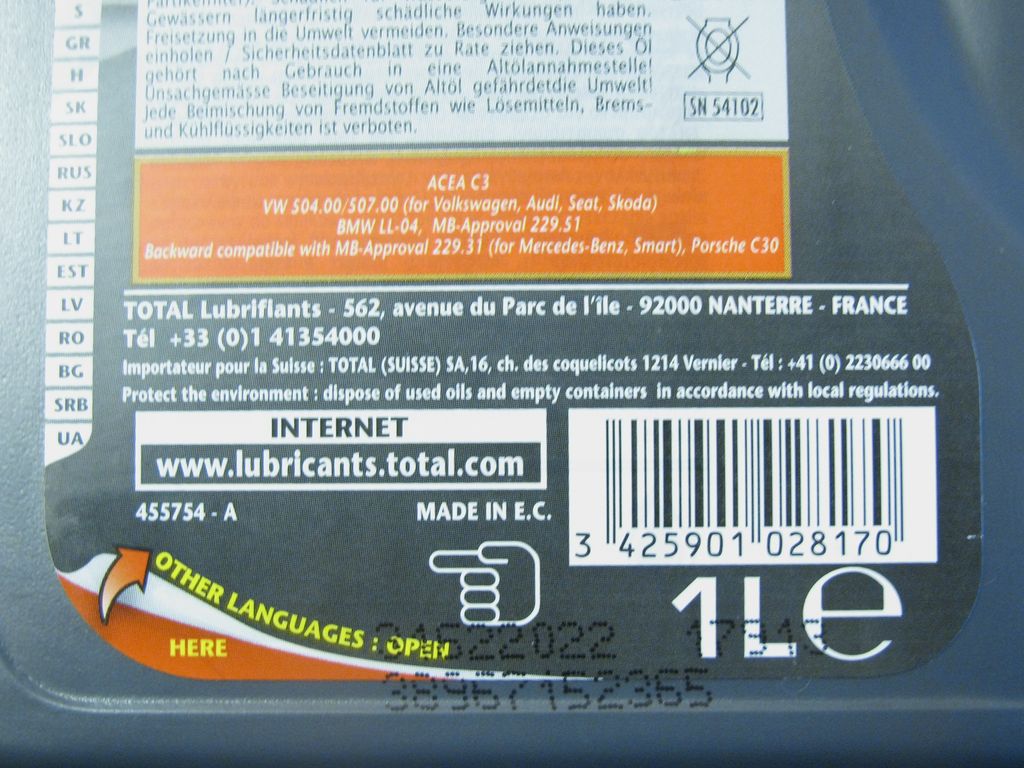 S
GR
H
SK
SLO
RUS
KZ
LT
EST
LV
RO
BG
SRB
UA
Gewässern längerfristig schädliche Wirkungen haben.
Freisetzung in die Umwelt vermeiden. Besondere Anweisungen
einholen / Sicherheitsdatenblatt zu Rate ziehen. Dieses Öl
gehört nach Gebrauch in eine Altölannahmestelle!
Unsachgemässe Beseitigung von Altöl gefährdetdie Umwelt!
Jede Beimischung von Fremdstoffen wie Lösemitteln, Brems-
und Kühlflüssigkeiten ist verboten.
SN 54102
ACEA C3
VW 504.00/507.00 (for Volkswagen, Audi, Seat, Skoda)
BMW LL-04, MB-Approval 229.51
Backward compatible with MB-Approval 229.31 (for Mercedes-Benz, Smart), Porsche C30
TOTAL Lubrifiants - 562, avenue du Parc de l'île - 92000 NANTERRE - FRANCE
Tél +33 (0)1 41354000
Importateur pour la Suisse : TOTAL (SUISSE) SA,16, ch. des coquelicots 1214 Vernier - Tél : +41 (0) 2230666 00
Protect the environment : dispose of used oils and empty containers in accordance with local regulations.
INTERNET
www.lubricants.total.com
455754 - A
MADE IN E.C.
3 425901 028170
OTHER LANGUAGES : OPEN
HERE
1L e
38967152365